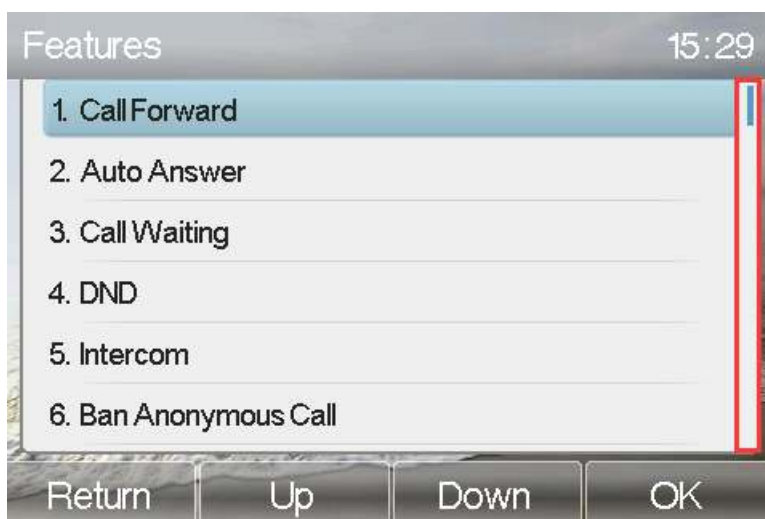 Features 15:29
1. Call Forward
2. Auto Answer
3. Call Waiting
4. DND
5. Intercom
6. Ban Anonymous Call
Return Up Down OK